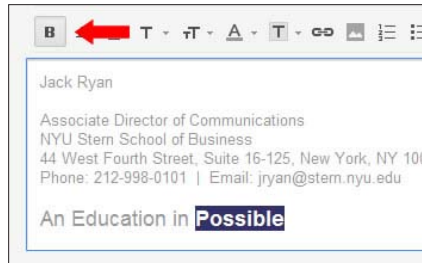 B T T A T
Jack Ryan
Associate Director of Communications
NYU Stern School of Business
44 West Fourth Street, Suite 16-125, New York, NY
Phone: 212-998-0101 | Email: jryan@stern.nyu.edu
An Education in Possible